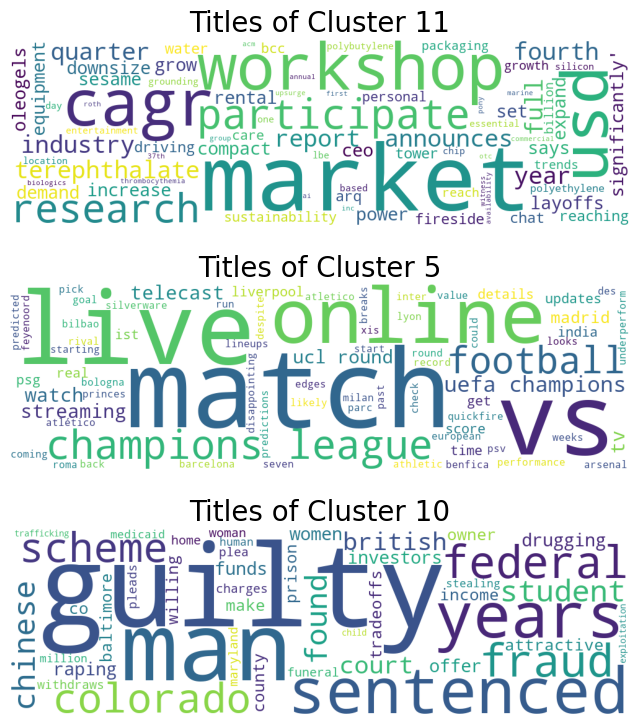 Titles of Cluster 11
quarter water bcc polybutylene packaging fourth
acm
oleogels equipment downsize grow workshop growth silicon
sesame grounding annual upsurge first marine
day roth cagr rental personal pony set full billion expand usd significantly
entertainment participate one essential commercial
group care
industry driving report announces says
location 37th compact lbe ceo tower chip etc trends
terephthalate market year
biologics thrombocythemia based reach witness availability polyethylene
demand increase ai arq layoffs
research inc power chat reaching
sustainability fireside
Titles of Cluster 5
pick telecast liverpool atletico inter value details updates des
predicted feyenoord goal silverware run despite breaks lyon could madrid underperform
live online
bilbao rival ist lineups xis india looks
starting start round record
psg real bologna disappointing match ucl round football
watch princes edges milan past check uefa champions
streaming likely parc quickfire get
atlético predictions score time tv
coming champions league european weeks vs
roma back barcelona seven athletic benfica psv performance arsenal
Titles of Cluster 10
trafficking medicaid home woman women british owner drugging
scheme human investors federal
guilty
plea stealing
chinese co baltimore pleads willing funds prison income student
charges tradeoffs years exploitation
make found
man attractive
million raping child maryland county court offer fraud
withdraws funeral
colorado sentenced